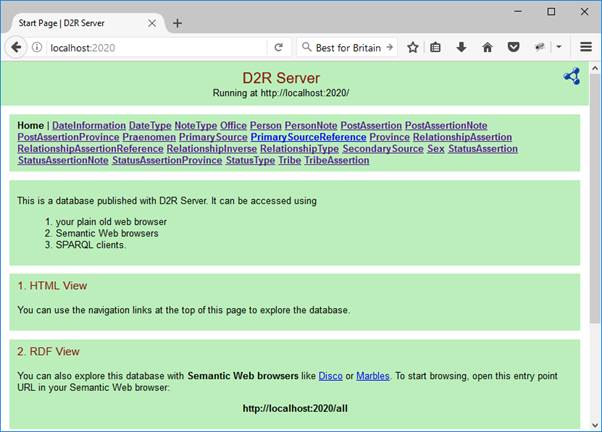 Start Page | D2R Server
localhost:2020
Best for Britain
D2R Server
Running at http://localhost:2020/
Home | DateInformation DateType NoteType Office Person PersonNote PostAssertion PostAssertionNote
PostAssertionProvince Praenomen PrimarySource PrimarySourceReference Province RelationshipAssertion
RelationshipAssertionReference RelationshipInverse RelationshipType SecondarySource Sex StatusAssertion
StatusAssertionNote StatusAssertionProvince StatusType Tribe TribeAssertion
This is a database published with D2R Server. It can be accessed using
1. your plain old web browser
2. Semantic Web browsers
3. SPARQL clients.
1. HTML View
You can use the navigation links at the top of this page to explore the database.
2. RDF View
You can also explore this database with Semantic Web browsers like Disco or Marbles. To start browsing, open this entry point
URL in your Semantic Web browser:
http://localhost:2020/all